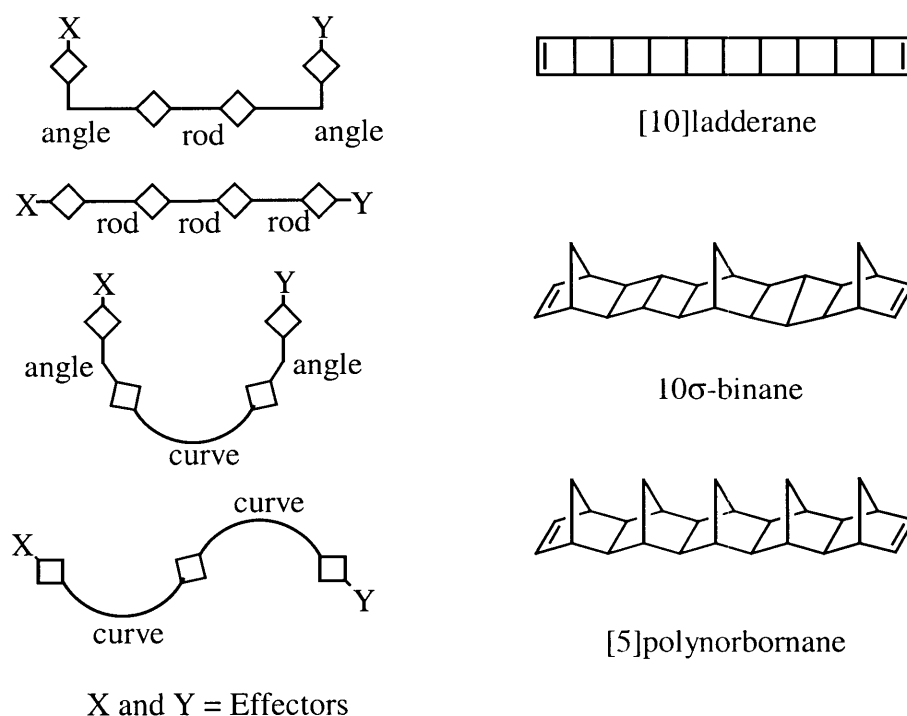 X Y
angle rod angle
X rod rod rod Y
X Y
angle angle
curve
curve
X
Y
curve
X and Y = Effectors
[10]ladderane
10σ-binane
[5]polynorbornane